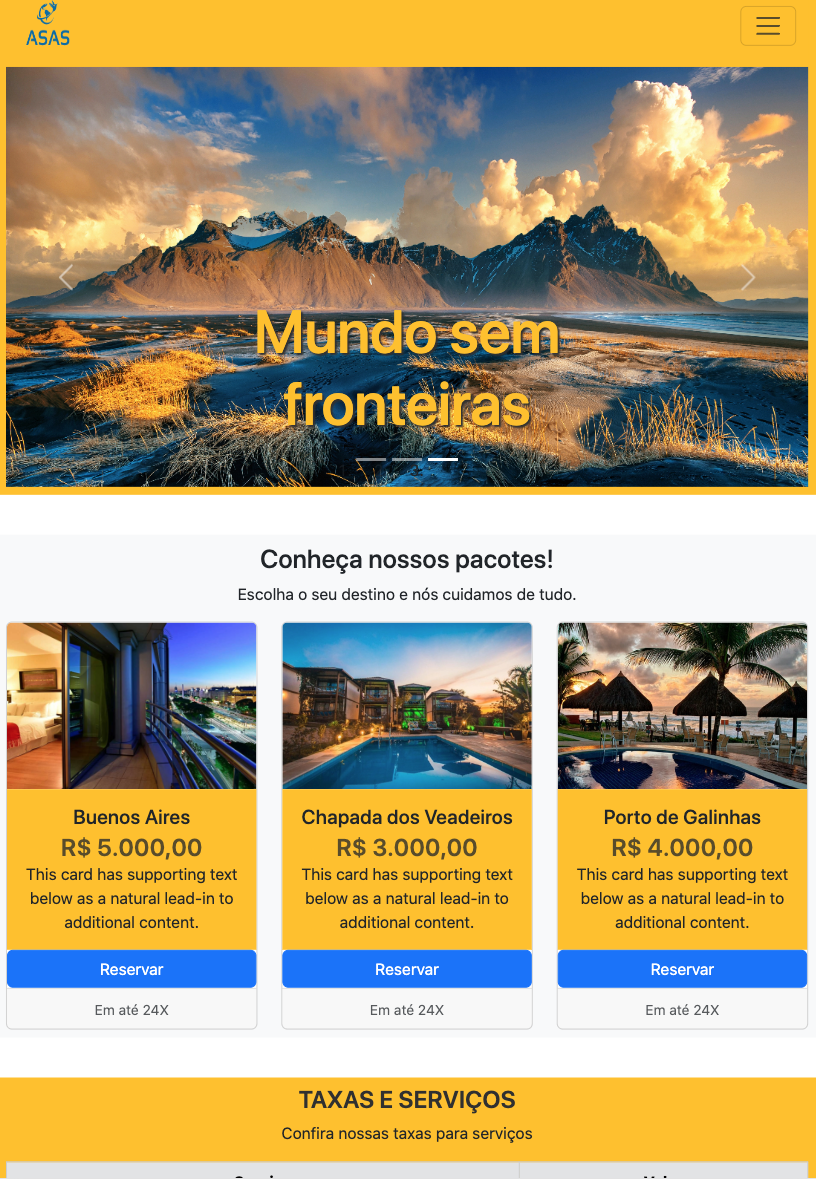 ASAS
Mundo sem
fronteiras
Conheça nossos pacotes!
Escolha o seu destino e nós cuidamos de tudo.
Buenos Aires
R$ 5.000,00
This card has supporting text
below as a natural lead-in to
additional content.
Reservar
Em até 24X
Chapada dos Veadeiros
R$ 3.000,00
This card has supporting text
below as a natural lead-in to
additional content.
Reservar
Em até 24X
Porto de Galinhas
R$ 4.000,00
This card has supporting text
below as a natural lead-in to
additional content.
Reservar
Em até 24X
TAXAS E SERVIÇOS
Confira nossas taxas para serviços